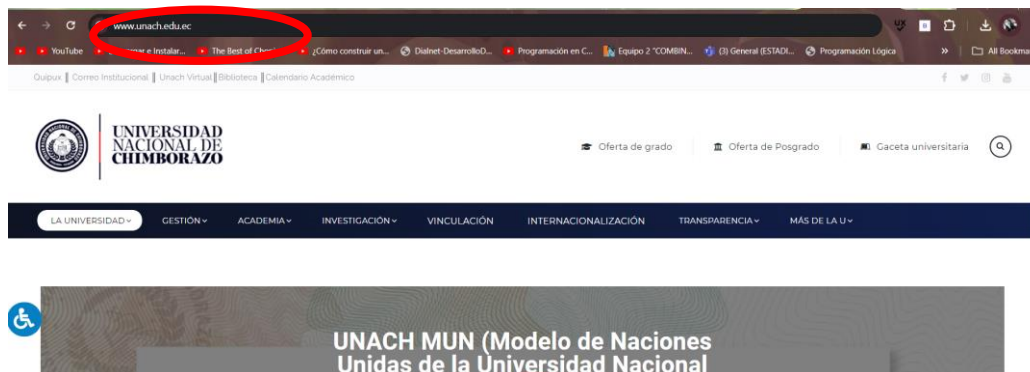 www.unach.edu.ec
YouTube e Instalar... The Best of ¿Cómo construir un... Dialnet-DesarrolloD... Programación en C... Equipo 2 "COMBIN... (3) General (ESTADI... Programación Lógica » All Bookma
Quipux || Correo Institucional || Unach Virtual || Biblioteca || Calendario Académico
UNIVERSIDAD
NACIONAL DE
CHIMBORAZO
Oferta de grado Oferta de Posgrado Gaceta universitaria
LA UNIVERSIDAD GESTIÓN ACADEMIA INVESTIGACIÓN VINCULACIÓN INTERNACIONALIZACIÓN TRANSPARENCIA MÁS DE LA U
UNACH MUN (Modelo de Naciones
Unidas de la Universidad Nacional